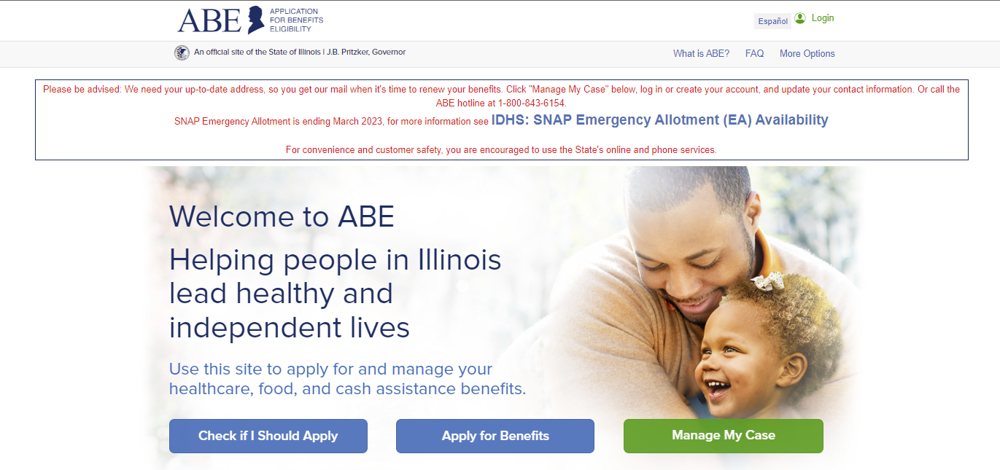 ABE APPLICATION
FOR BENEFITS
ELIGIBILITY
Español
Login
An official site of the State of Illinois | J.B. Pritzker, Governor
What is ABE? FAQ More Options
Please be advised: We need your up-to-date address, so you get our mail when it's time to renew your benefits. Click "Manage My Case" below, log in or create your account, and update your contact information. Or call the
ABE hotline at 1-800-843-6154.
SNAP Emergency Allotment is ending March 2023, for more information see IDHS: SNAP Emergency Allotment (EA) Availability
For convenience and customer safety, you are encouraged to use the State's online and phone services.
Welcome to ABE
Helping people in Illinois
lead healthy and
independent lives
Use this site to apply for and manage your
healthcare, food, and cash assistance benefits.
Check if I Should Apply
Apply for Benefits
Manage My Case